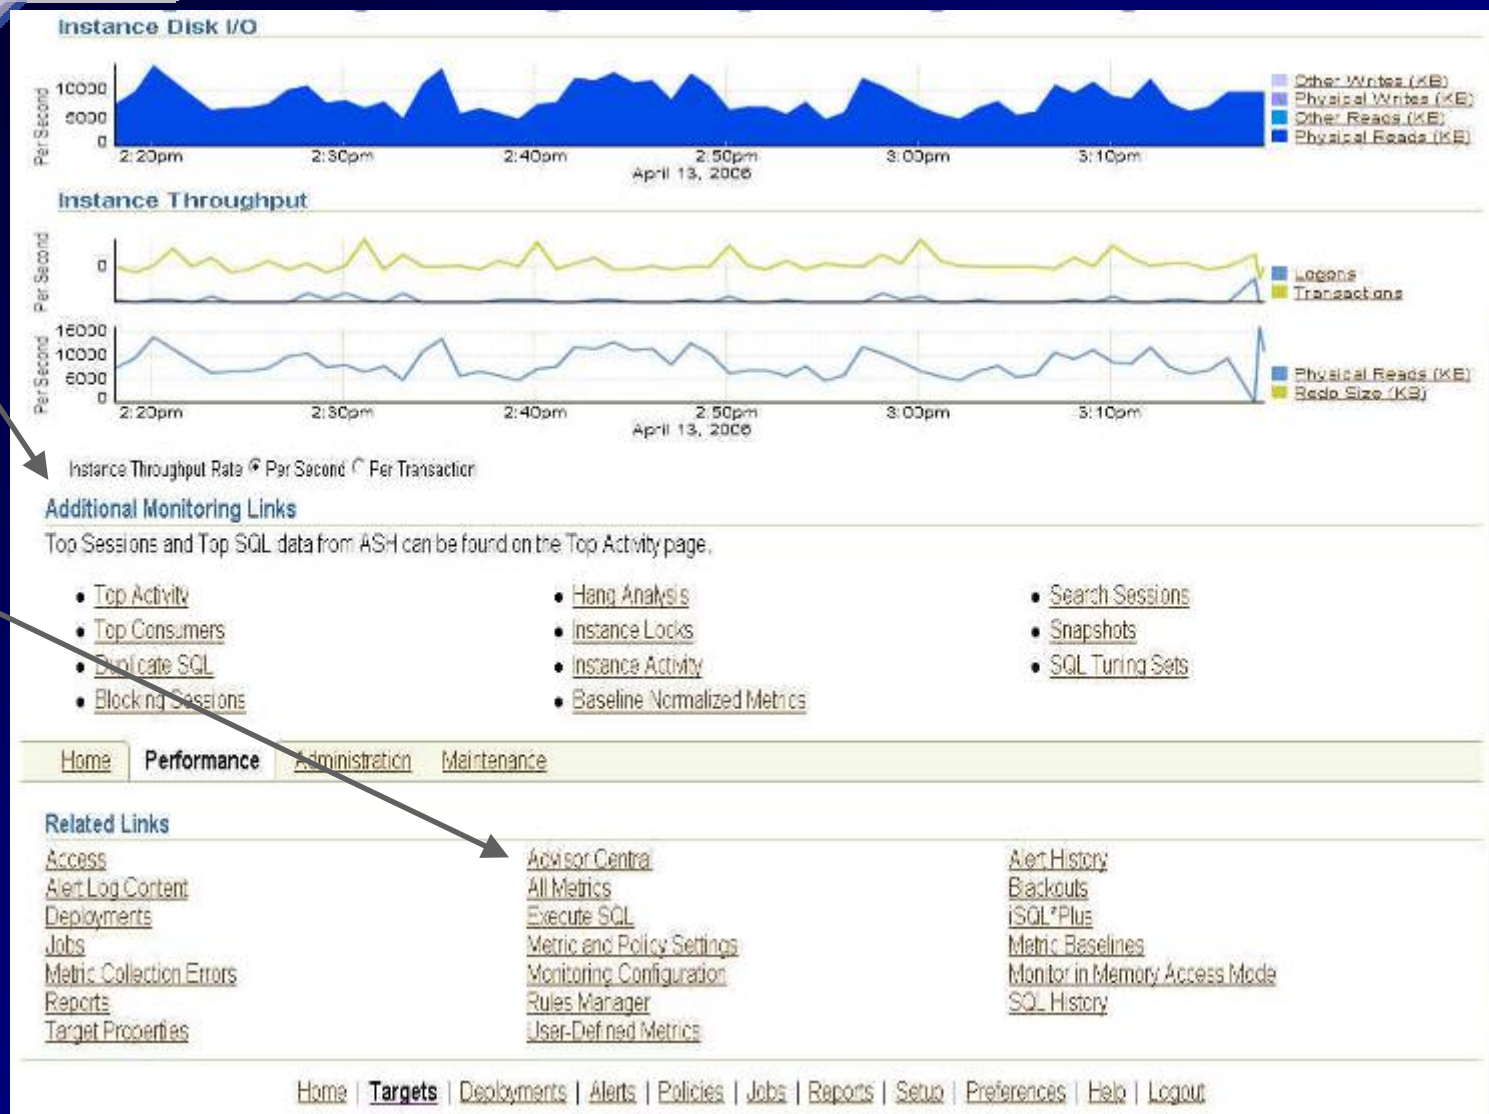 Instance Disk I/O
Per Second
10000
5000
0
2:20pm 2:30pm 2:40pm 2:50pm 3:00pm 3:10pm
April 13, 2006
Other Writes (KB)
Physical Writes (KB)
Other Reads (KB)
Physical Reads (KB)
Instance Throughput
Per Second
0
Logons
Transactions
Per Second
15000
10000
5000
0
2:20pm 2:30pm 2:40pm 2:50pm 3:00pm 3:10pm
April 13, 2006
Physical Reads (KB)
Redo Size (KB)
Instance Throughput Rate Per Second Per Transaction
Additional Monitoring Links
Top Sessions and Top SQL data from ASH can be found on the Top Activity page.
• Top Activity • Hang Analysis • Search Sessions
• Top Consumers • Instance Locks • Snapshots
• Duplicate SQL • Instance Activity • SQL Tuning Sets
• Blocking Sessions • Baseline Normalized Metrics
Home Performance Administration Maintenance
Related Links
Access Advisor Central Alert History
Alert Log Content All Metrics Blackouts
Deployments Execute SQL iSQL*Plus
Jobs Metric and Policy Settings Metric Baselines
Metric Collection Errors Monitoring Configuration Monitor in Memory Access Mode
Reports Rules Manager SQL History
Target Properties User-Defined Metrics
Home | Targets | Deployments | Alerts | Policies | Jobs | Reports | Setup | Preferences | Help | Logout